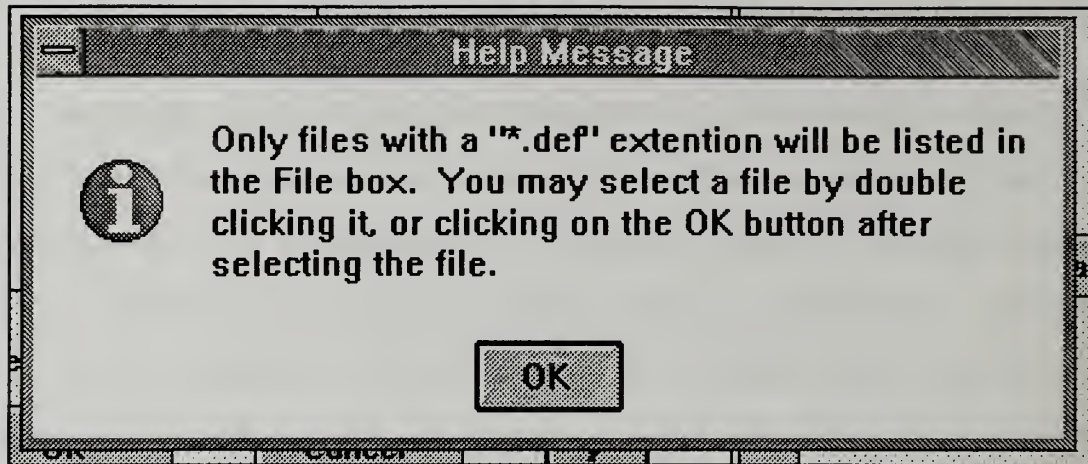 Help Message
Only files with a "*.def" extention will be listed in
the File box. You may select a file by double
clicking it, or clicking on the OK button after
selecting the file.
OK